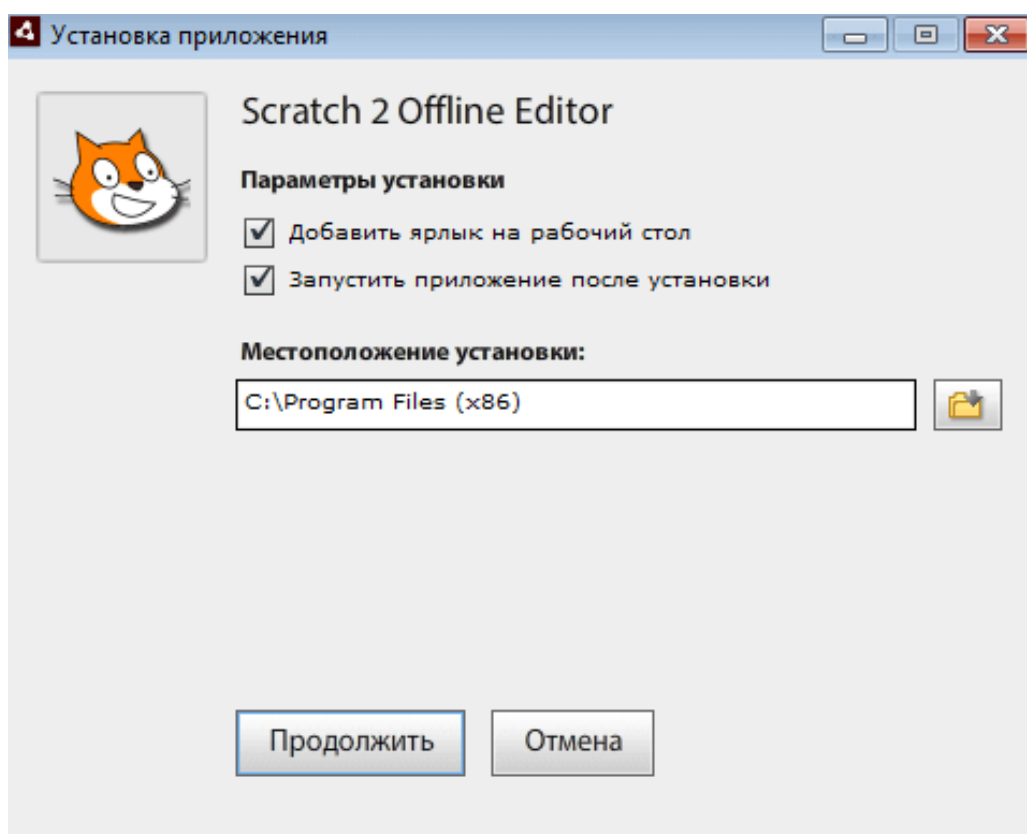 Установка приложения
Scratch 2 Offline Editor
Параметры установки
Добавить ярлык на рабочий стол
Запустить приложение после установки
Местоположение установки:
C:\Program Files (x86)
Продолжить
Отмена